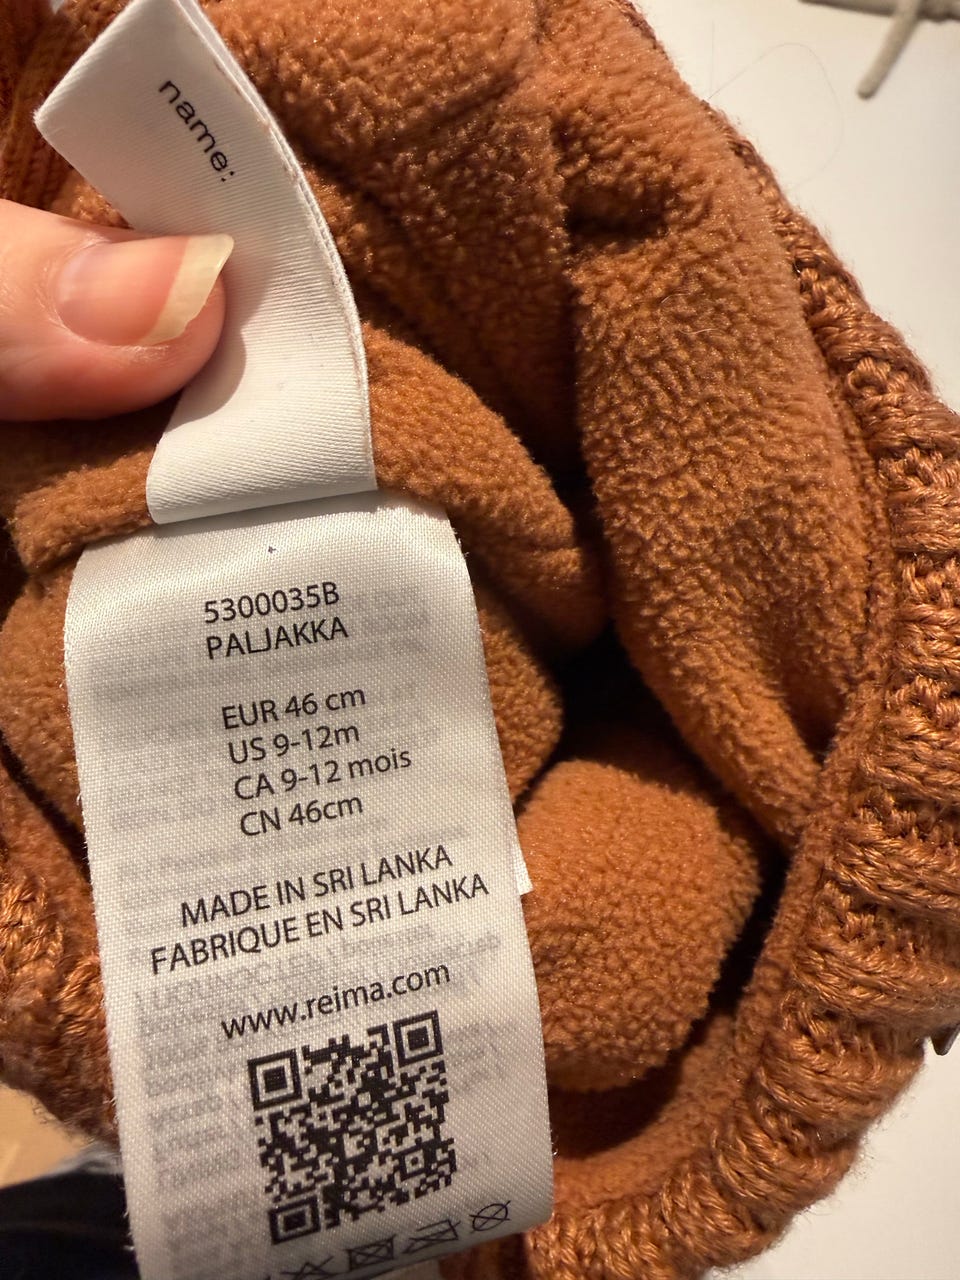 name:
5300035B
PALJAKKA
EUR 46 cm
US 9-12m
CA 9-12 mois
CN 46cm
MADE IN SRI LANKA
FABRIQUE EN SRI LANKA
www.reima.com